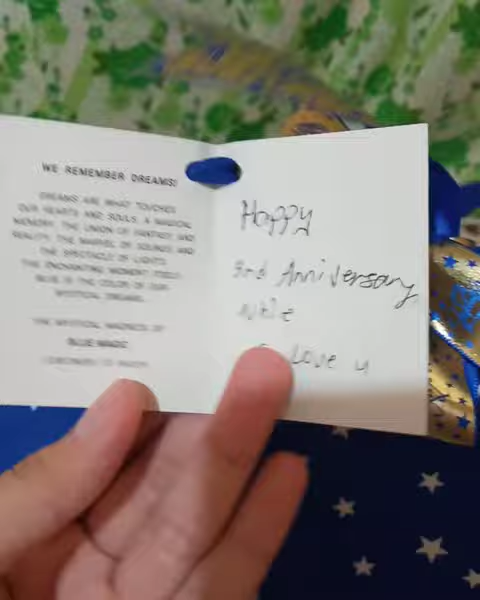 WE REMEMBER DREAMS!
DREAMS ARE WHAT TOUCHES
OUR HEARTS AND SOULS. A MAGICAL
MEMORY. THE UNION OF FANTASY AND
REALITY. THE MARVEL OF SOUNDS AND
THE SPECTACLE OF LIGHTS.
THE ENCHANTING MOMENT
BLUE IS THE COLOR OF OUR
MYSTICAL DREAMS.
THE MYSTICAL MADNESS OF
BLUE MAGIC
Happy
Anniversary
Love u